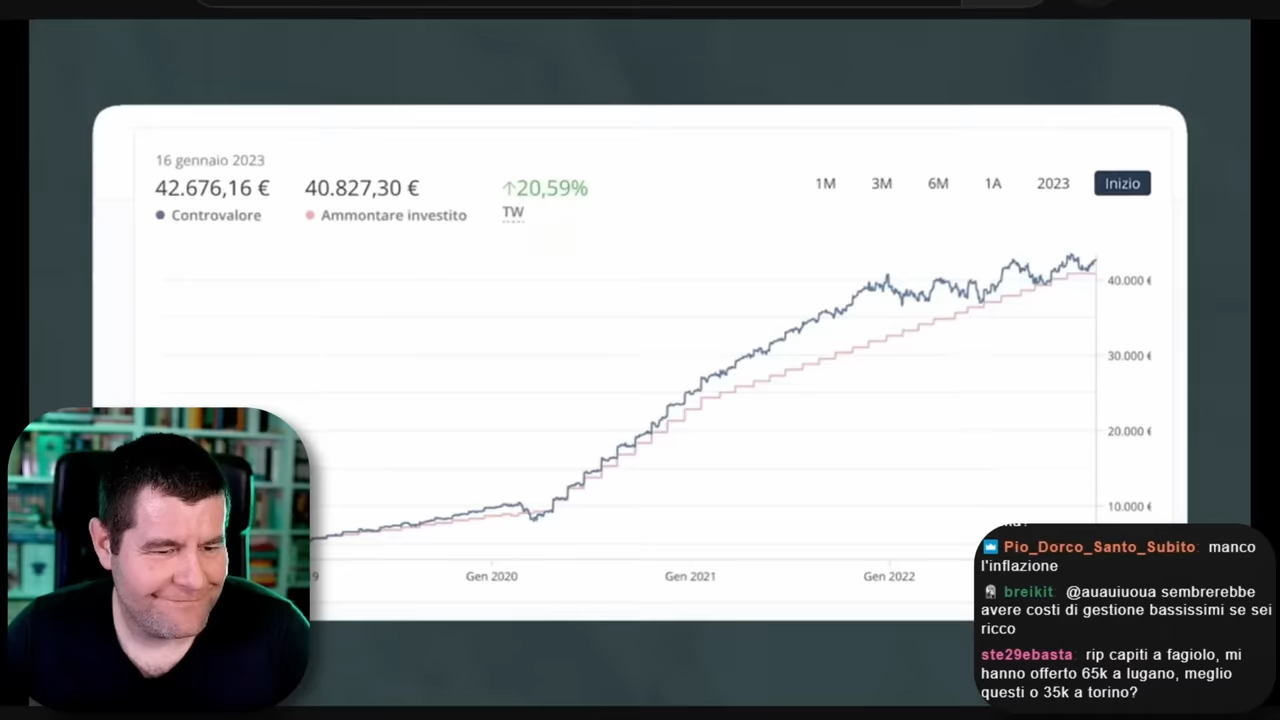 16 gennaio 2023
42.676,16 € 40.827,30 € ↑20,59%
Controvalore Ammontare investito TW
1M 3M 6M 1A 2023 Inizio
40.000 €
30.000 €
20.000 €
10.000 €
9 Gen 2020 Gen 2021 Gen 2022
Pio_Dorco_Santo_Subito: manco
l'inflazione
breikit: @auauiuoua sembrerebbe
avere costi di gestione bassissimi se sei
ricco
ste29ebasta: rip capiti a fagiolo, mi
hanno offerto 65k a lugano, meglio
questi o 35k a torino?